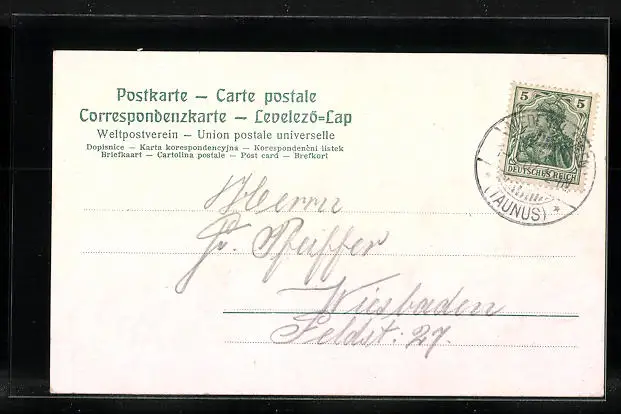 Postkarte — Carte postale
Correspondenzkarte — Levelező=Lap
Weltpostverein — Union postale universelle
Dopisnice — Karta korespondencyjna — Korespondenční lístek
Briefkaart — Cartolina postale — Post card — Brefkort
5 5
DEUTSCHES REICH
(TAUNUS) *
Herrn
Fr. Pfeiffer
Wiesbaden
Feldst: 27.